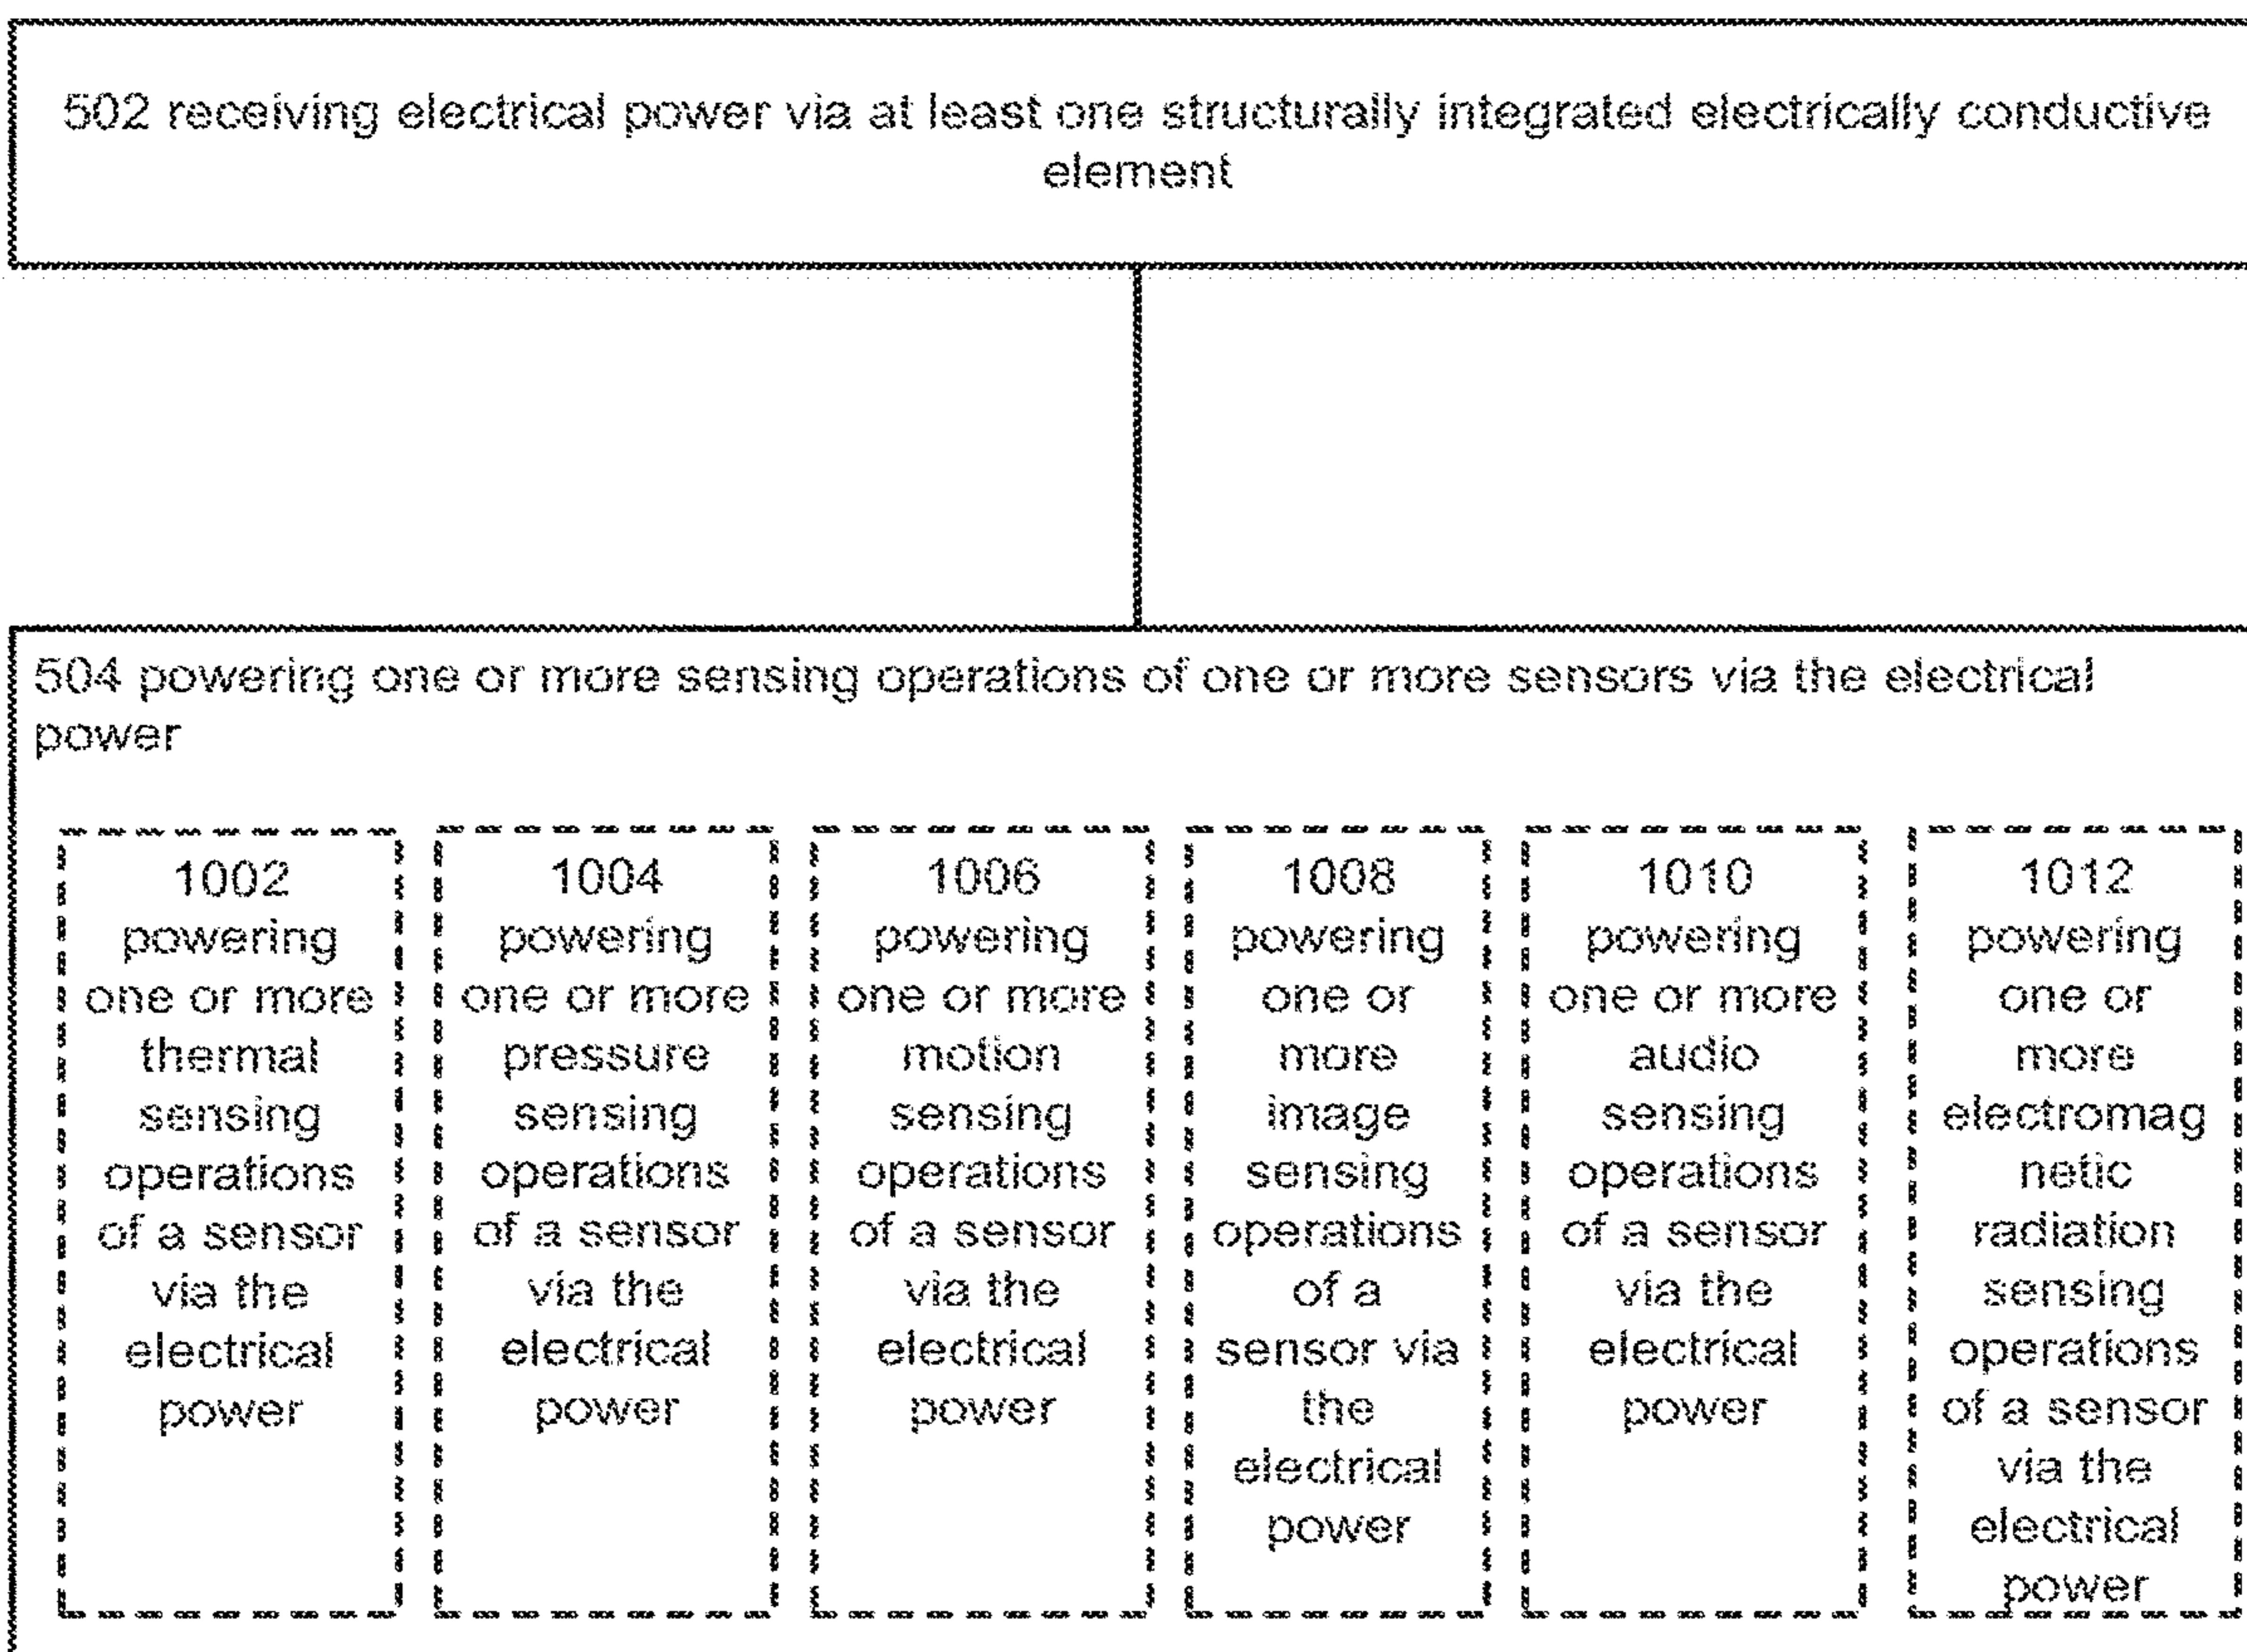 502 receiving electrical power via at least one structurally integrated electrically conductive
element
504 powering one or more sensing operations of one or more sensors via the electrical
power
1002
powering
one or more
thermal
sensing
operations
of a sensor
via the
electrical
power
1004
powering
one or more
pressure
sensing
operations
of a sensor
via the
electrical
power
1006
powering
one or more
motion
sensing
operations
of a sensor
via the
electrical
power
1008
powering
one or
more
image
sensing
operations
of a
sensor via
the
electrical
power
1010
powering
one or more
audio
sensing
operations
of a sensor
via the
electrical
power
1012
powering
one or
more
electromag
netic
radiation
sensing
operations
of a sensor
via the
electrical
power